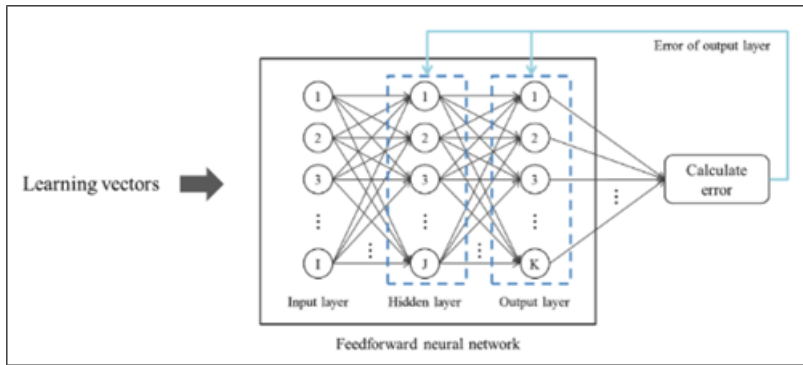 Error of output layer
1 1 1
2 2 2
Learning vectors
3 3 3
Calculate
error
I J K
Input layer Hidden layer Output layer
Feedforward neural network